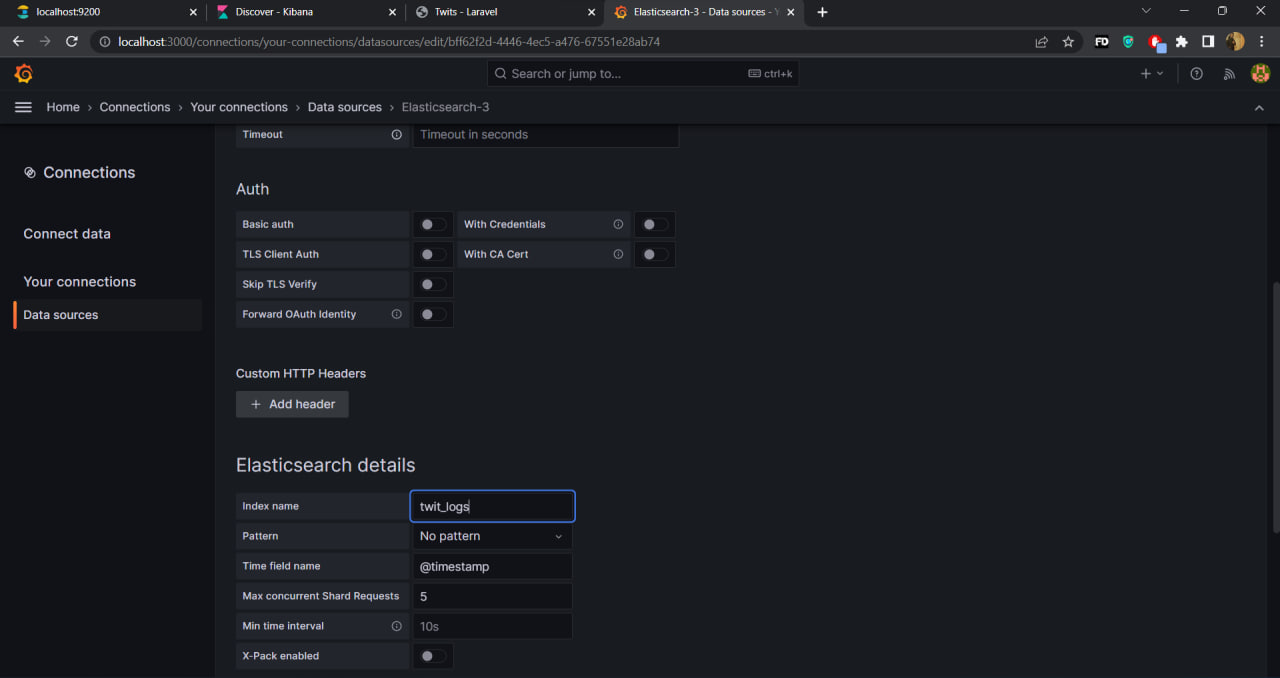 localhost:9200
Discover - Kibana
Twits - Laravel
Elasticsearch-3 - Data sources -
localhost:3000/connections/your-connections/datasources/edit/bff62f2d-4446-4ec5-a476-67551e28ab74
FD
Search or jump to...
ctrl+k
Home › Connections › Your connections › Data sources › Elasticsearch-3
Connections
Connect data
Your connections
Data sources
Timeout
Timeout in seconds
Auth
Basic auth
With Credentials
TLS Client Auth
With CA Cert
Skip TLS Verify
Forward OAuth Identity
Custom HTTP Headers
+ Add header
Elasticsearch details
Index name
twit_logs
Pattern
No pattern
Time field name
@timestamp
Max concurrent Shard Requests
5
Min time interval
10s
X-Pack enabled